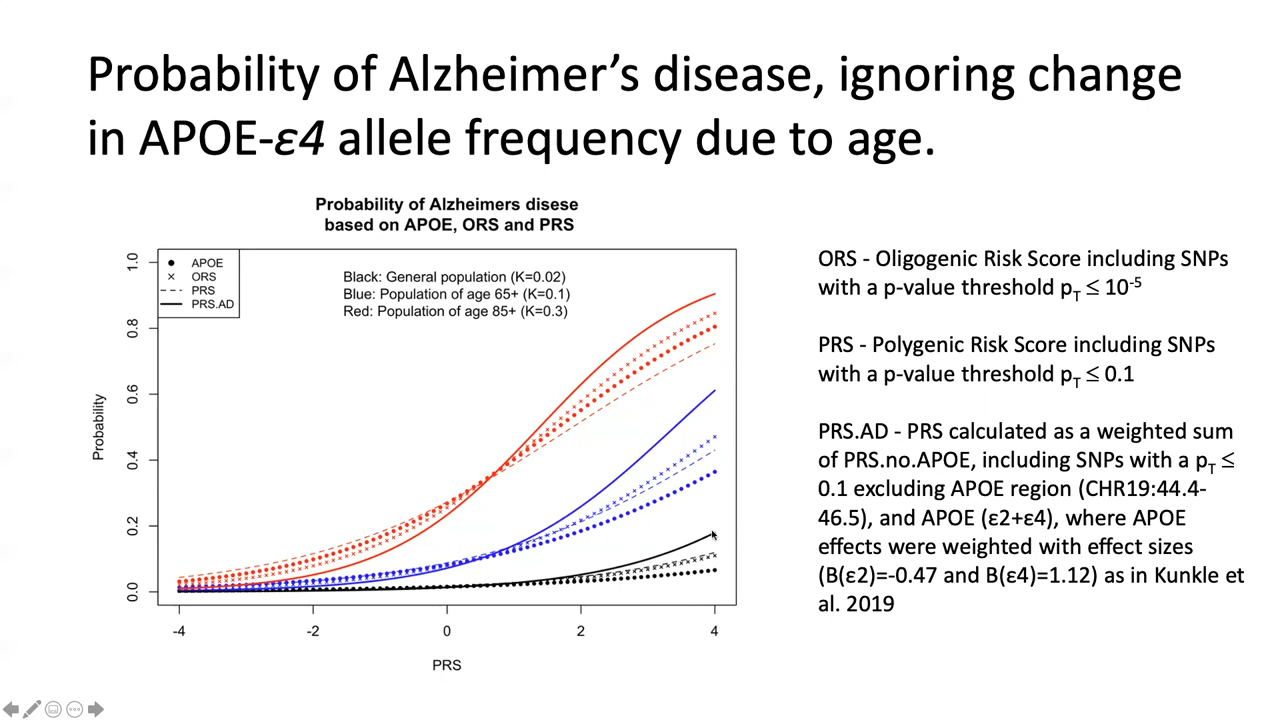 Probability of Alzheimer’s disease, ignoring change
in APOE-ε4 allele frequency due to age.
Probability of Alzheimers disese
based on APOE, ORS and PRS
APOE
ORS
PRS
PRS.AD
Black: General population (K=0.02)
Blue: Population of age 65+ (K=0.1)
Red: Population of age 85+ (K=0.3)
1.0
0.8
0.6
0.4
0.2
0.0
Probability
-4
-2
0
2
4
PRS
ORS - Oligogenic Risk Score including SNPs
with a p-value threshold pT ≤ 10-5
PRS - Polygenic Risk Score including SNPs
with a p-value threshold pT ≤ 0.1
PRS.AD - PRS calculated as a weighted sum
of PRS.no.APOE, including SNPs with a pT ≤
0.1 excluding APOE region (CHR19:44.4-
46.5), and APOE (ε2+ε4), where APOE
effects were weighted with effect sizes
(B(ε2)=-0.47 and B(ε4)=1.12) as in Kunkle et
al. 2019